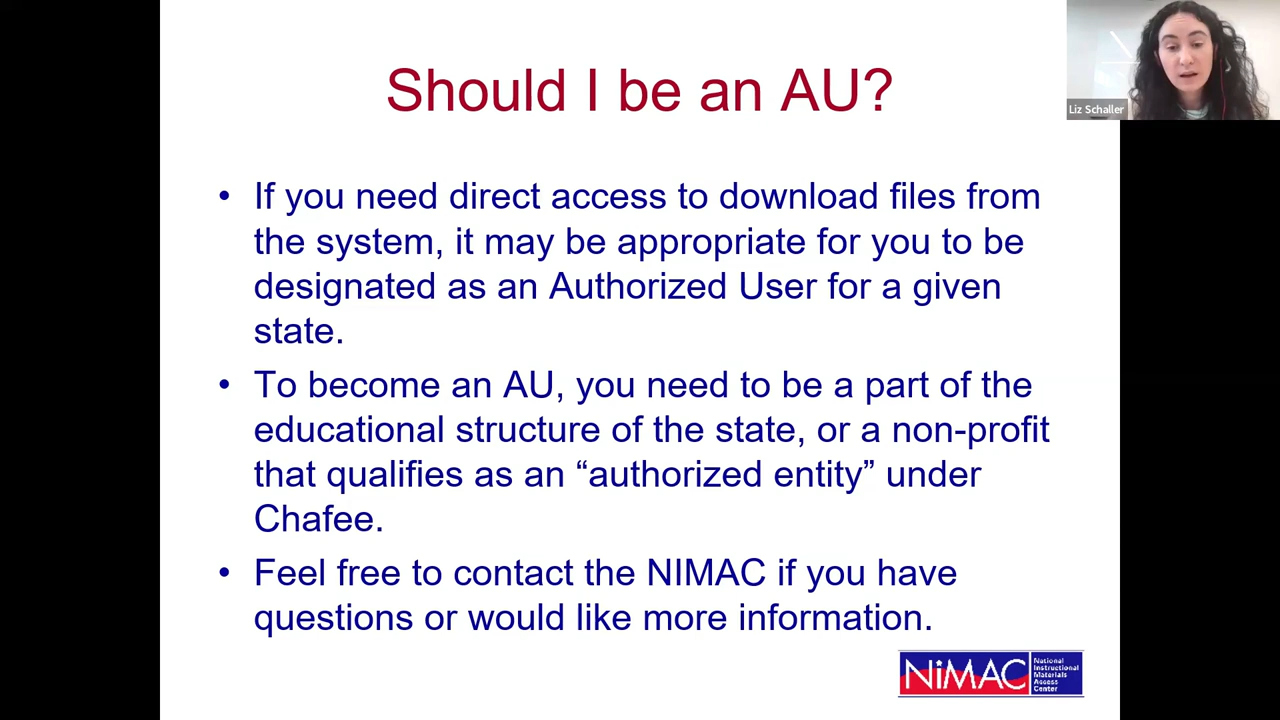 Should I be an AU?
Liz Schaller
• If you need direct access to download files from
the system, it may be appropriate for you to be
designated as an Authorized User for a given
state.
• To become an AU, you need to be a part of the
educational structure of the state, or a non-profit
that qualifies as an “authorized entity” under
Chafee.
• Feel free to contact the NIMAC if you have
questions or would like more information.
NIMAC
National
Instructional
Materials
Access
Center